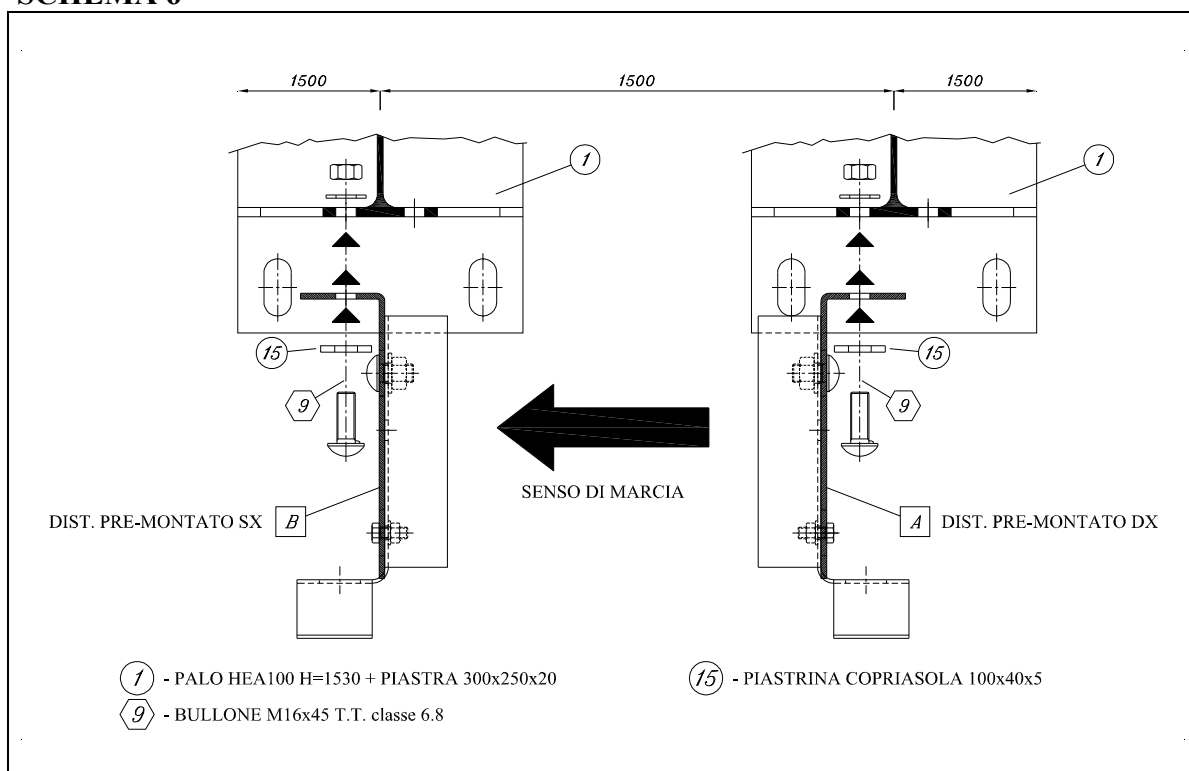 SCHEMA 6
1500 1500 1500
1 1
15 15
9 9
SENSO DI MARCIA
DIST. PRE-MONTATO SX B A DIST. PRE-MONTATO DX
1 - PALO HEA100 H=1530 + PIASTRA 300x250x20
15 - PIASTRINA COPRIASOLA 100x40x5
9 - BULLONE M16x45 T.T. classe 6.8